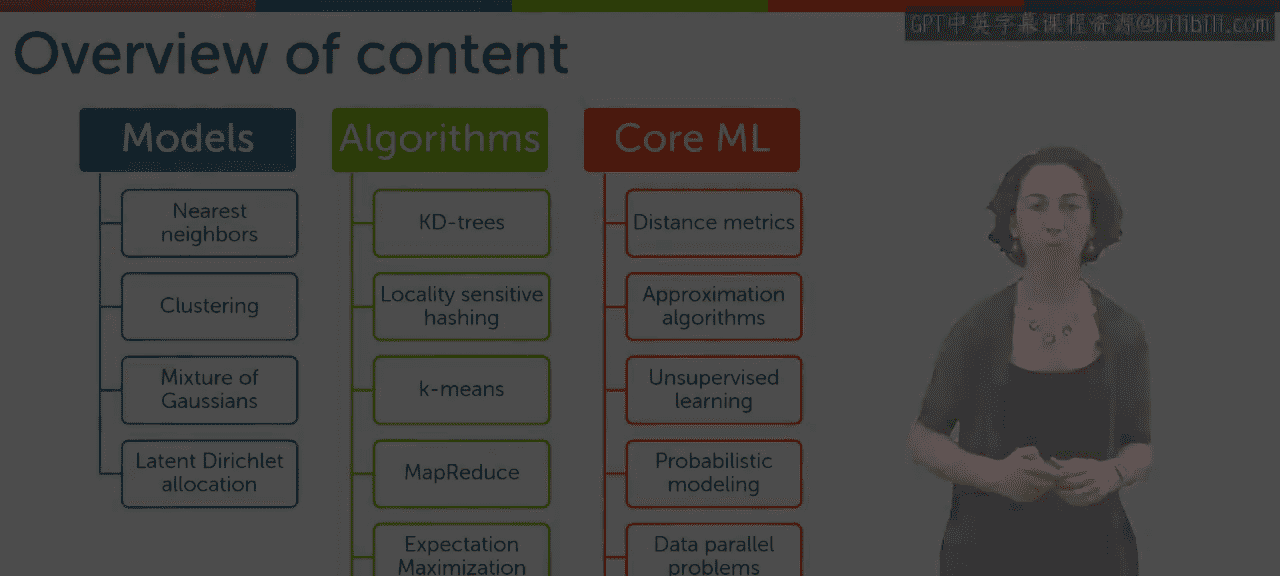 GPT中英字幕课程资源@bilibili.com
Overview of content
Models
Nearest
neighbors
Clustering
Mixture of
Gaussians
Latent Dirichlet
allocation
Algorithms
KD-trees
Locality sensitive
hashing
k-means
MapReduce
Expectation
Maximization
Core ML
Distance metrics
Approximation
algorithms
Unsupervised
learning
Probabilistic
modeling
Data parallel
problems